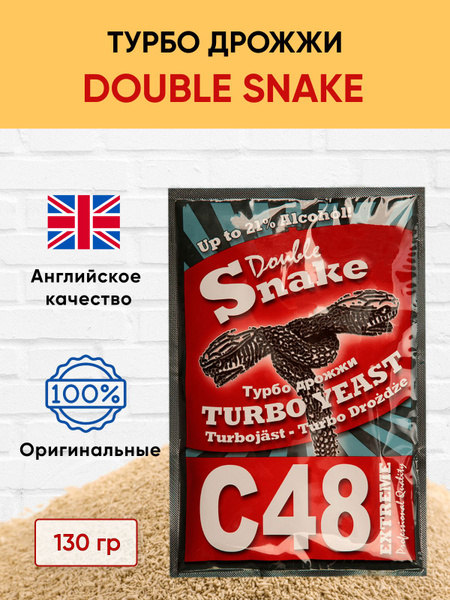 ТУРБО ДРОЖЖИ
DOUBLE SNAKE
Английское
качество
100%
Оригинальные
130 гр
Up to 21% Alcohol!
Double
Snake
Турбо дрожжи
TURBO YEAST
Turbojäst - Turbo Drożdże
C48
EXTREME
Professional Quality